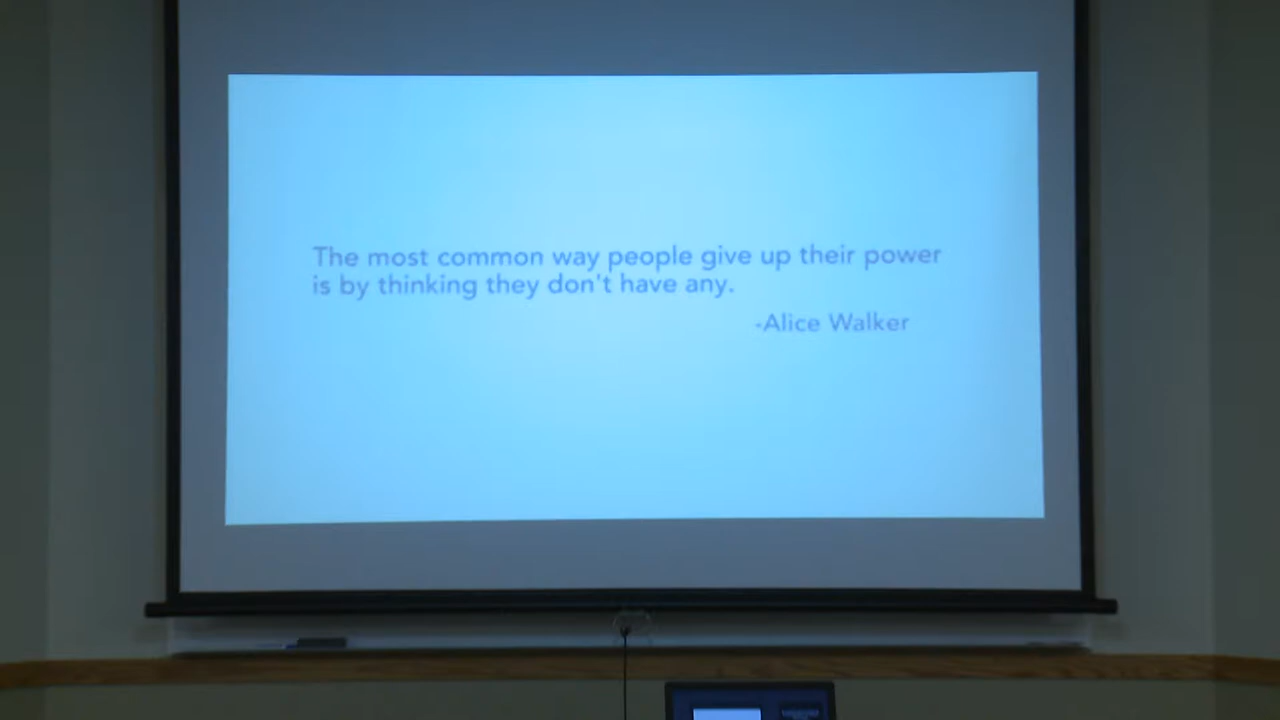 The most common way people give up their power
is by thinking they don't have any.
-Alice Walker